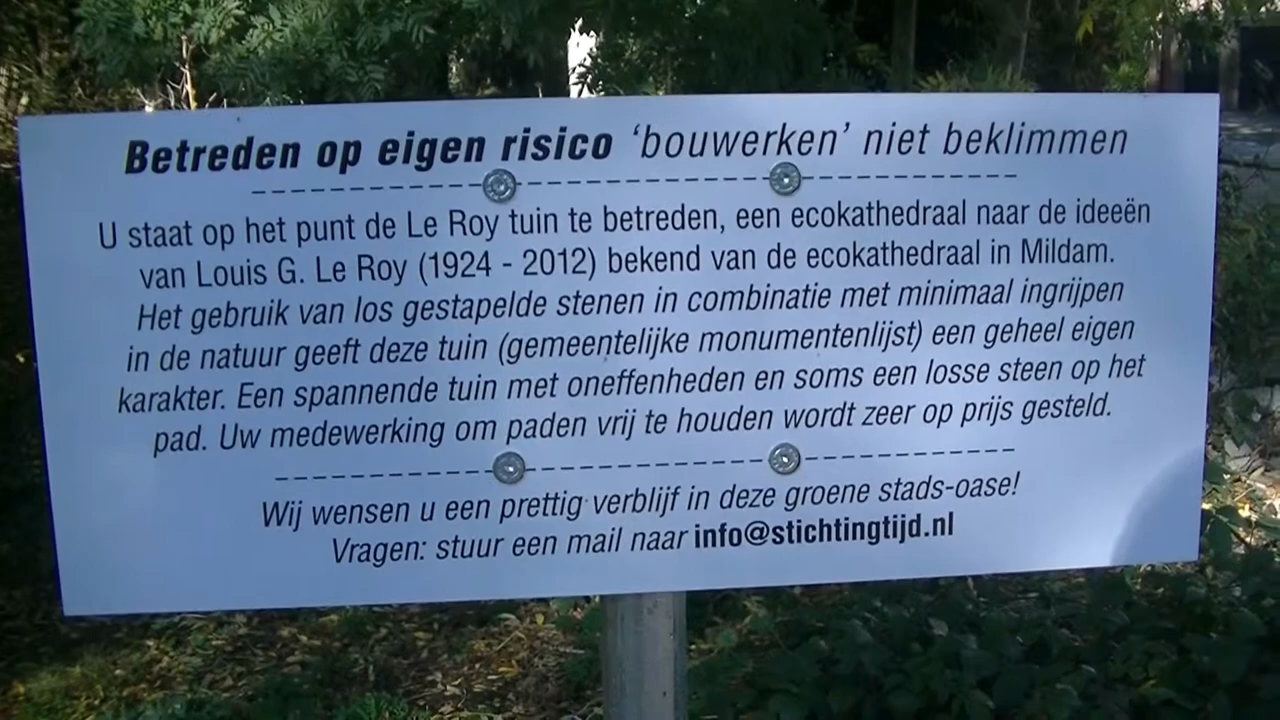 Betreden op eigen risico ‘bouwerken’ niet beklimmen
U staat op het punt de Le Roy tuin te betreden, een ecokathedraal naar de ideeën
van Louis G. Le Roy (1924 - 2012) bekend van de ecokathedraal in Mildam.
Het gebruik van los gestapelde stenen in combinatie met minimaal ingrijpen
in de natuur geeft deze tuin (gemeentelijke monumentenlijst) een geheel eigen
karakter. Een spannende tuin met oneffenheden en soms een losse steen op het
pad. Uw medewerking om paden vrij te houden wordt zeer op prijs gesteld.
Wij wensen u een prettig verblijf in deze groene stads-oase!
Vragen: stuur een mail naar info@stichtingtijd.nl